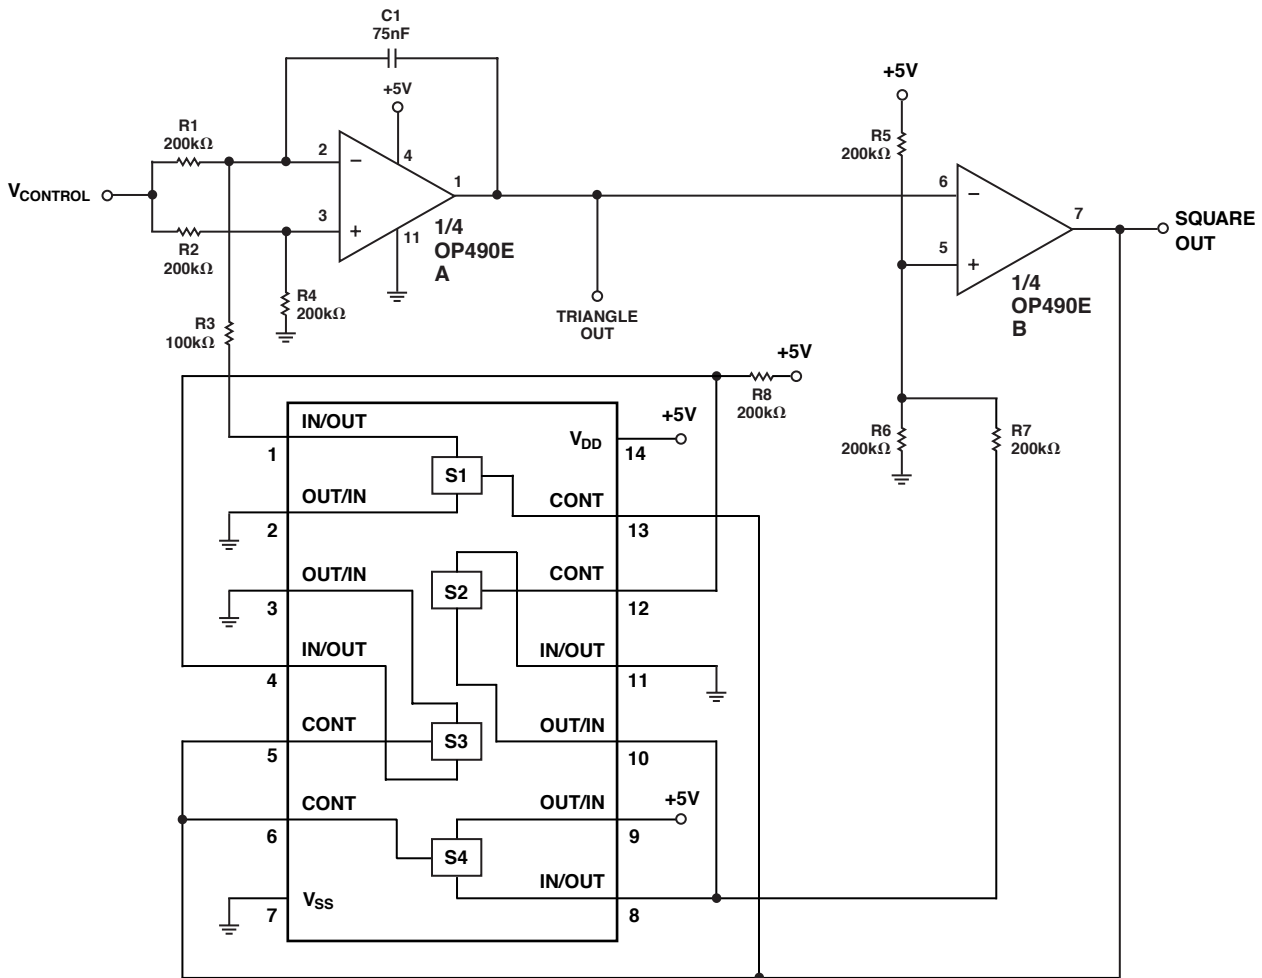 C1
75nF
+5V
+5V
R1
200kΩ
R5
200kΩ
2
−
4
6
−
VCONTROL
1
7
SQUARE
OUT
3
+
R2
200kΩ
11
1/4
OP490E
A
5
+
1/4
OP490E
B
R4
200kΩ
R3
100kΩ
TRIANGLE
OUT
+5V
R8
200kΩ
R6
200kΩ
R7
200kΩ
IN/OUT
1
VDD
+5V
14
S1
OUT/IN
2
CONT
13
OUT/IN
3
S2
CONT
12
IN/OUT
4
IN/OUT
11
CONT
5
S3
OUT/IN
10
CONT
6
OUT/IN
+5V
9
S4
IN/OUT
8
VSS
7